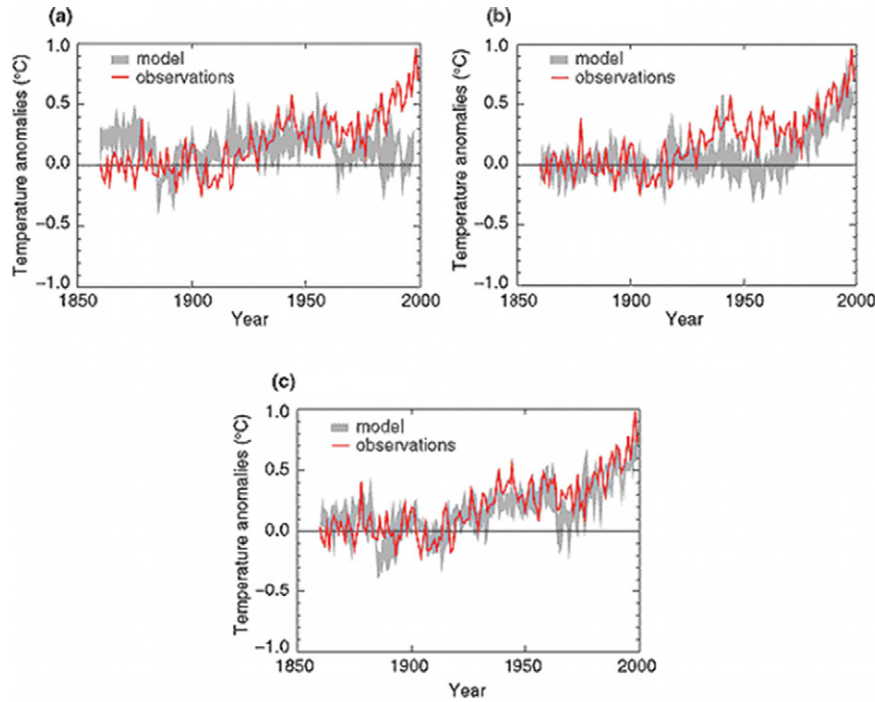 (a)
model
observations
Temperature anomalies (°C)
1.0
0.5
0.0
−0.5
−1.0
1850
1900
1950
2000
Year
(b)
model
observations
Temperature anomalies (°C)
1.0
0.5
0.0
−0.5
−1.0
1850
1900
1950
2000
Year
(c)
model
observations
Temperature anomalies (°C)
1.0
0.5
0.0
−0.5
−1.0
1850
1900
1950
2000
Year